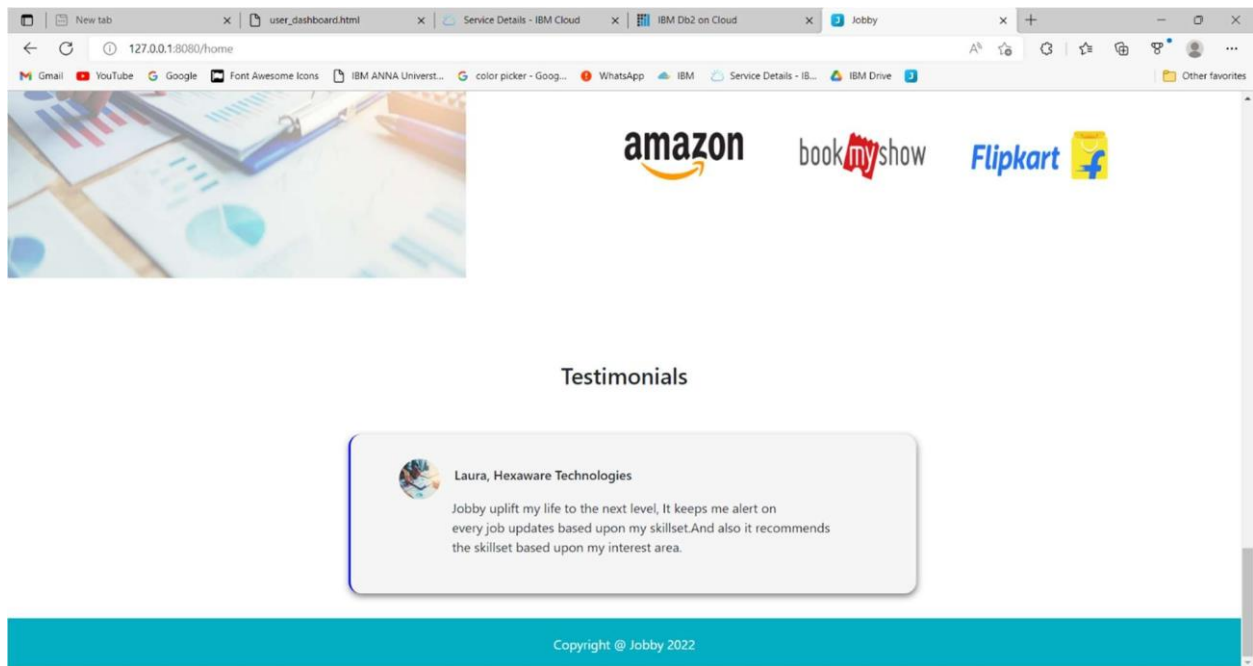 New tab
user_dashboard.html
Service Details - IBM Cloud
IBM Db2 on Cloud
Jobby
127.0.0.1:8080/home
Gmail
YouTube
Google
Font Awesome Icons
IBM ANNA Universt...
color picker - Goog...
WhatsApp
IBM
Service Details - IB...
IBM Drive
Other favorites
amazon
bookmyshow
Flipkart
Testimonials
Laura, Hexaware Technologies
Jobby uplift my life to the next level, It keeps me alert on
every job updates based upon my skillset.And also it recommends
the skillset based upon my interest area.
Copyright @ Jobby 2022